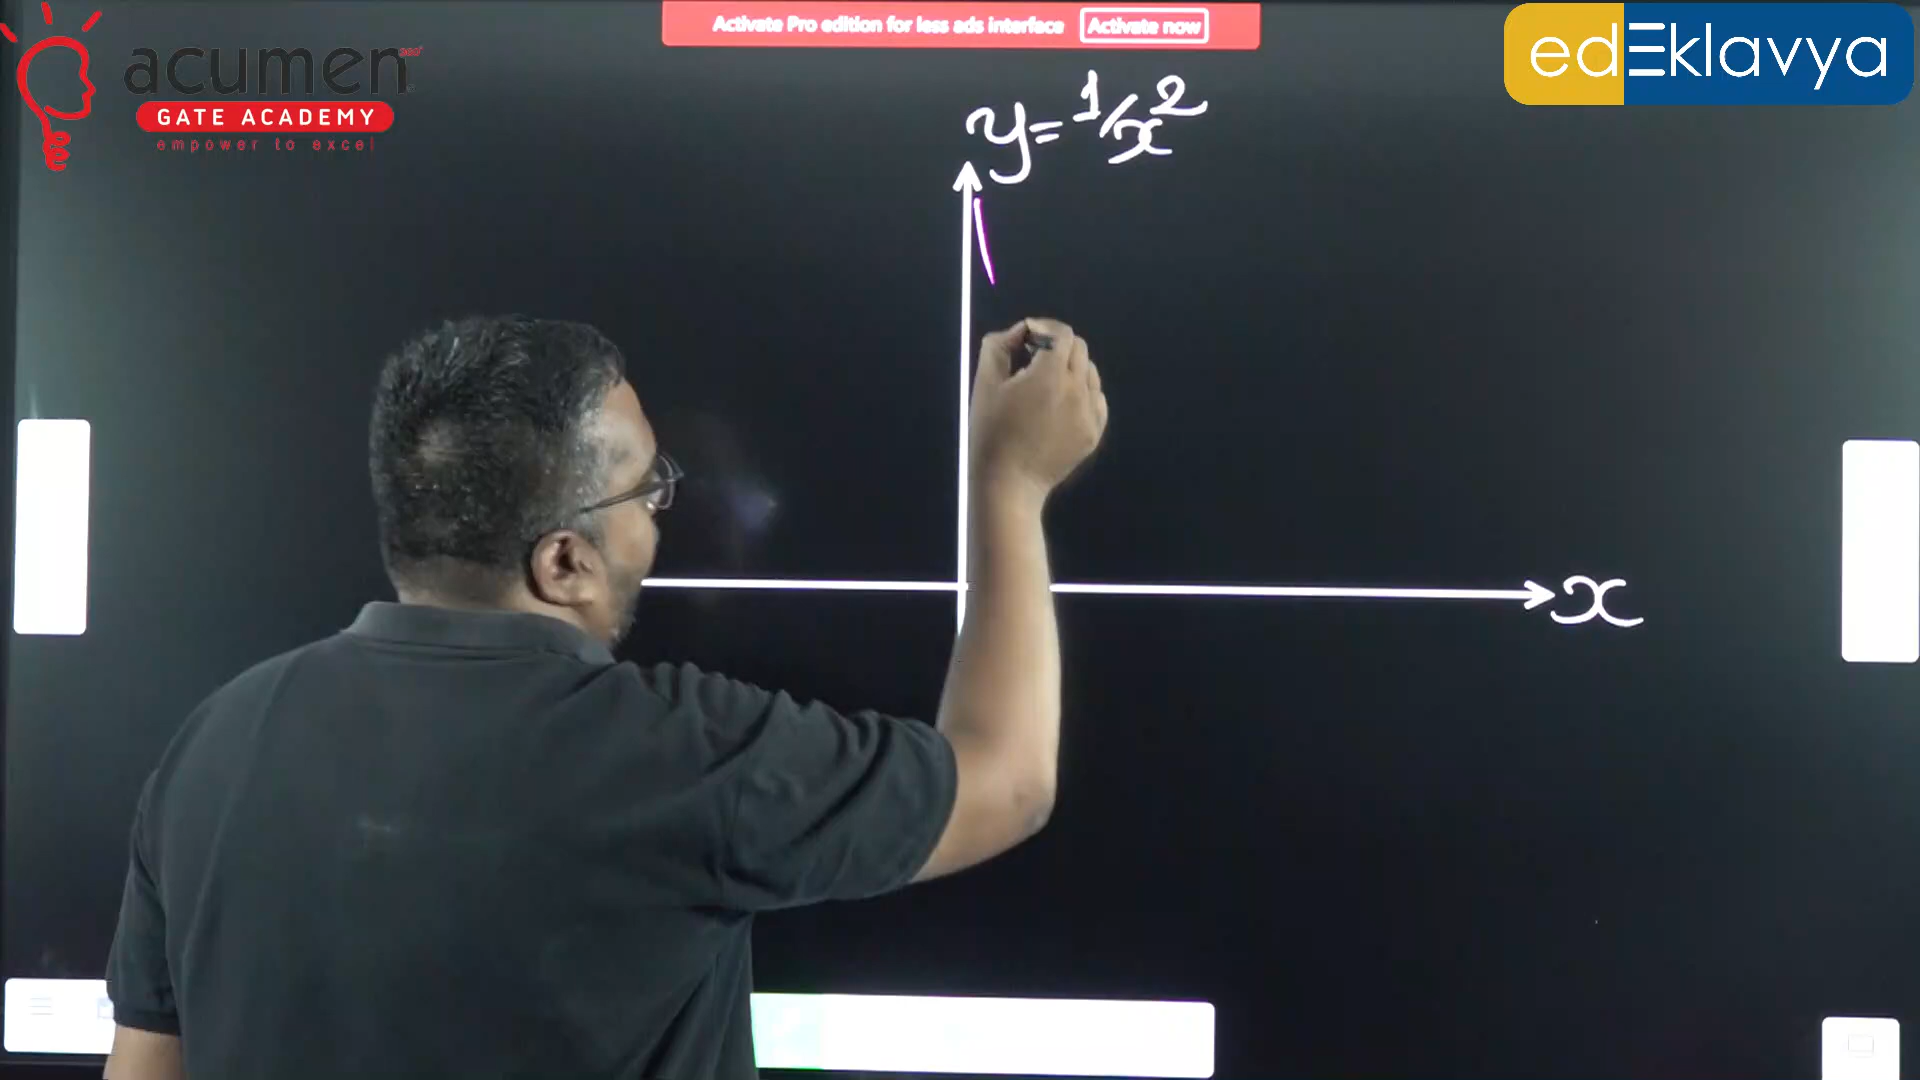 Activate Pro edition for less ads interface Activate now
acumen
GATE ACADEMY
empower to excel
edEklavya
y = 1/x²
x